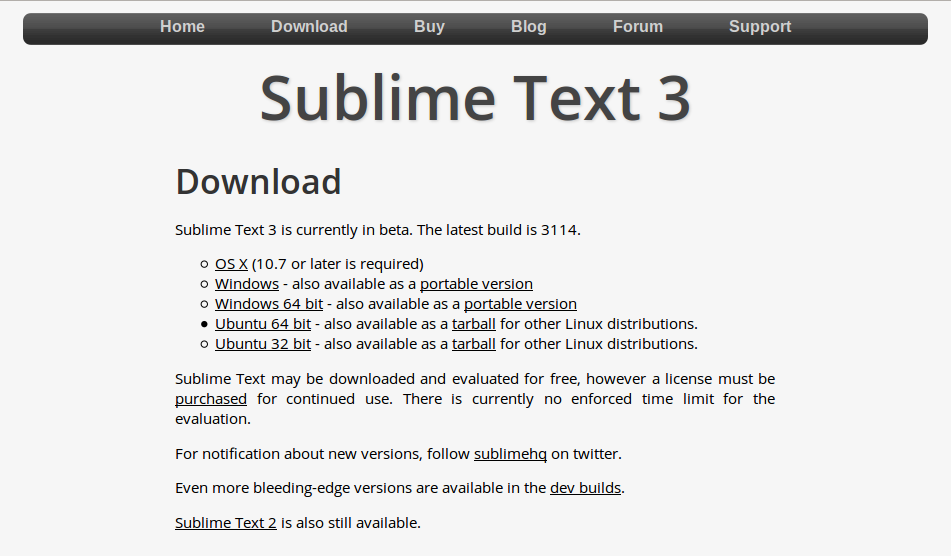 Home Download Buy Blog Forum Support
Sublime Text 3
Download
Sublime Text 3 is currently in beta. The latest build is 3114.
OS X (10.7 or later is required)
Windows - also available as a portable version
Windows 64 bit - also available as a portable version
Ubuntu 64 bit - also available as a tarball for other Linux distributions.
Ubuntu 32 bit - also available as a tarball for other Linux distributions.
Sublime Text may be downloaded and evaluated for free, however a license must be
purchased for continued use. There is currently no enforced time limit for the
evaluation.
For notification about new versions, follow sublimehq on twitter.
Even more bleeding-edge versions are available in the dev builds.
Sublime Text 2 is also still available.